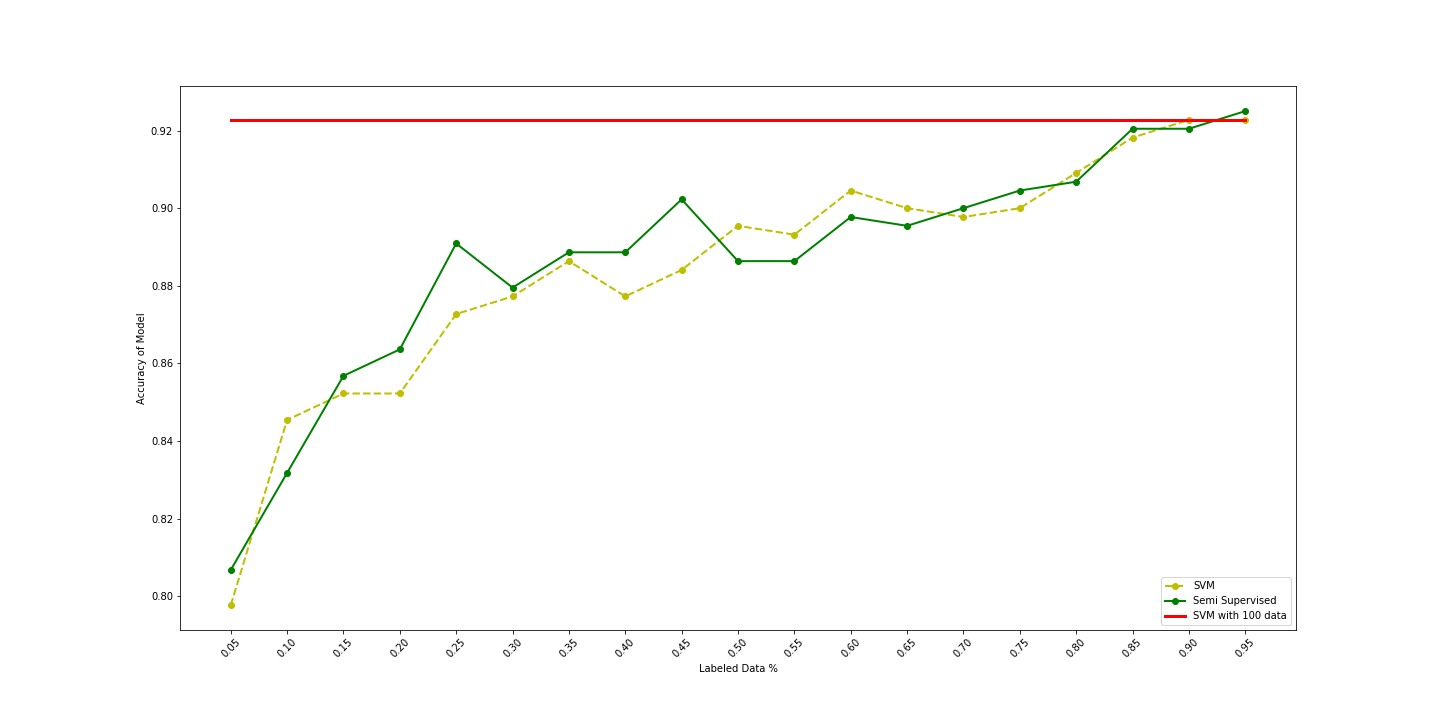 0.92
0.90
0.88
0.86
0.84
0.82
0.80
Accuracy of Model
SVM
Semi Supervised
SVM with 100 data
0.05 0.10 0.15 0.20 0.25 0.30 0.35 0.40 0.45 0.50 0.55 0.60 0.65 0.70 0.75 0.80 0.85 0.90 0.95
Labeled Data %